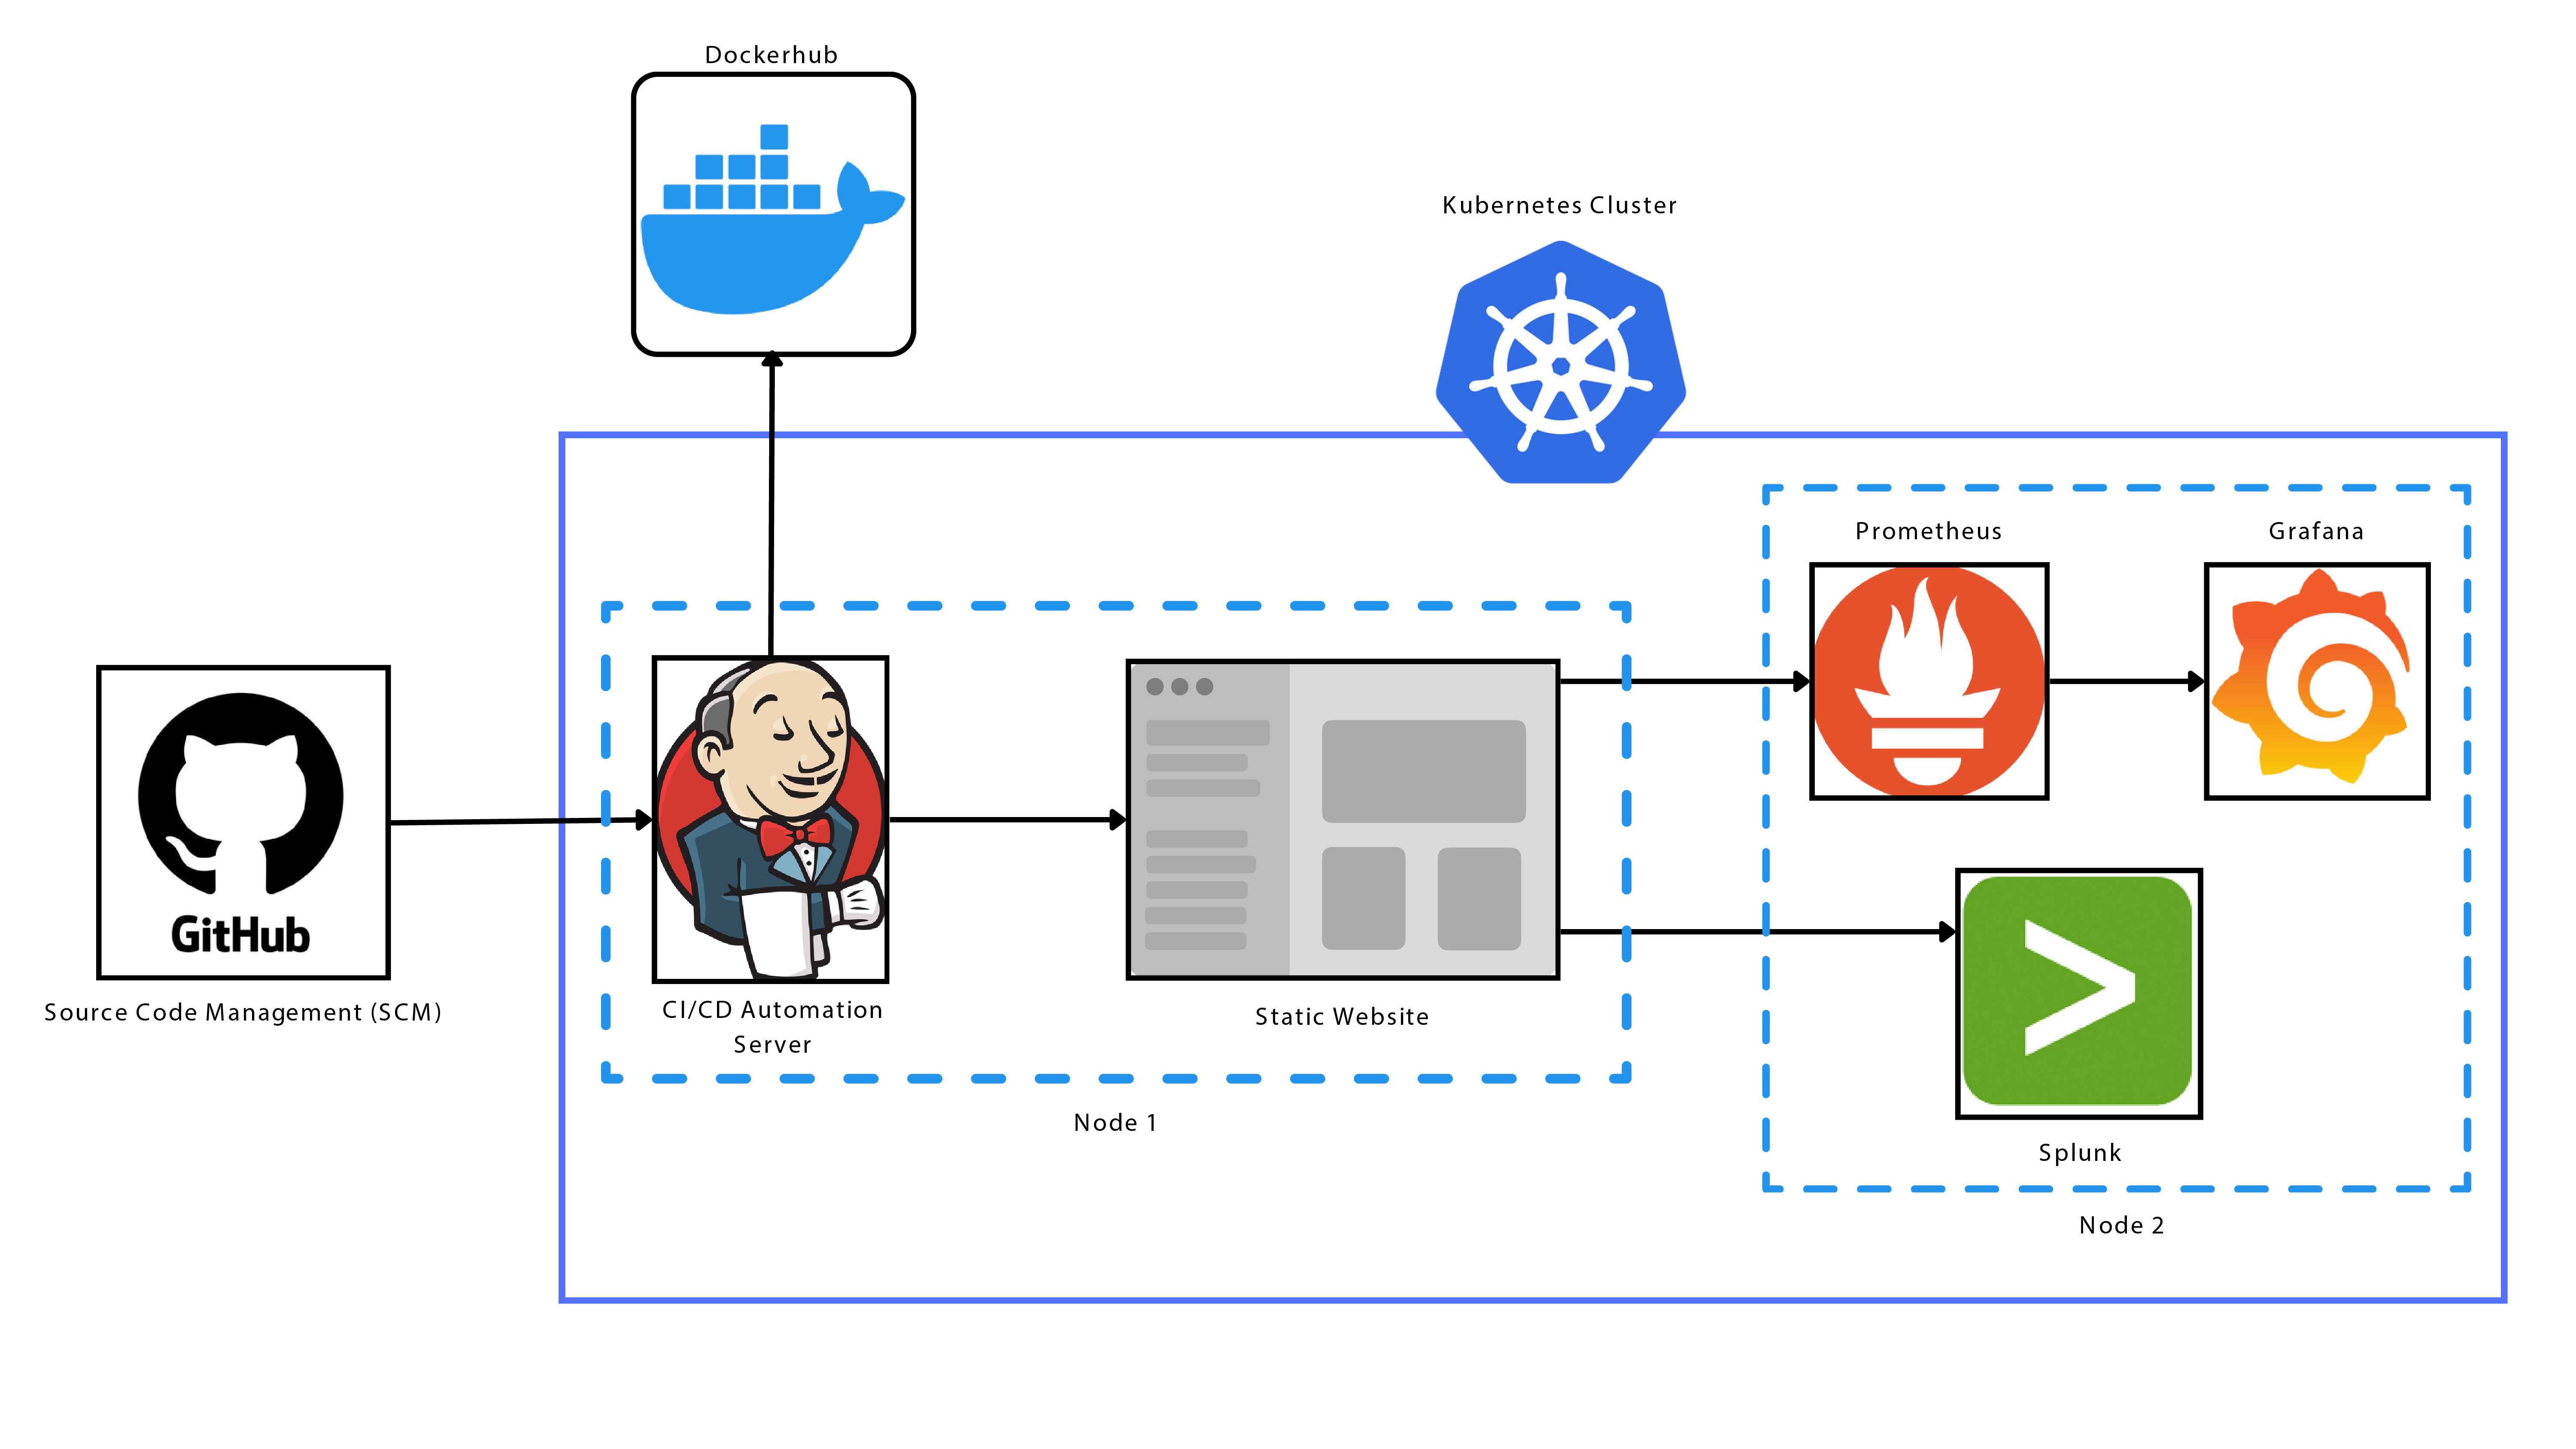 Dockerhub
Kubernetes Cluster
Prometheus
Grafana
GitHub
Source Code Management (SCM)
CI/CD Automation
Server
Static Website
Node 1
Splunk
Node 2